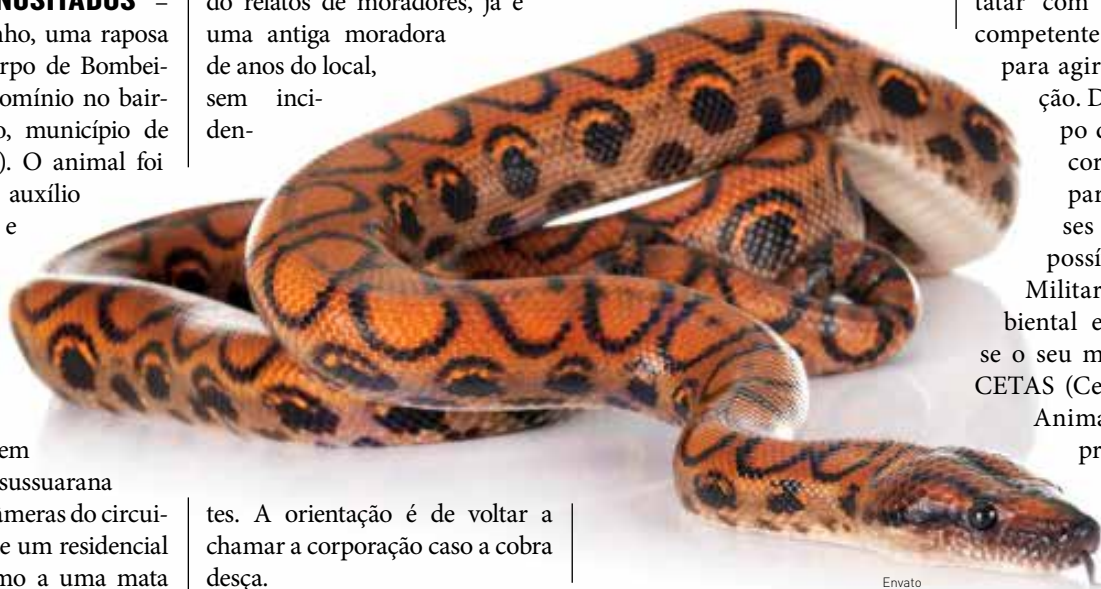 NUSITADOS –
nho, uma raposa
rpo de Bombei-
omínio no bair-
o, município de
). O animal foi
auxílio
e
em
sussuarana
âmeras do circui-
e um residencial
mo a uma mata
do relatos de moradores, já é
uma antiga moradora
de anos do local,
sem inci-
den-
tes. A orientação é de voltar a
chamar a corporação caso a cobra
desça.
tatar com
competente
para agir
ção. D
po
cor
par
ses
possí
Militar
biental e
se o seu m
CETAS (Ce
Anima
pr
Envato